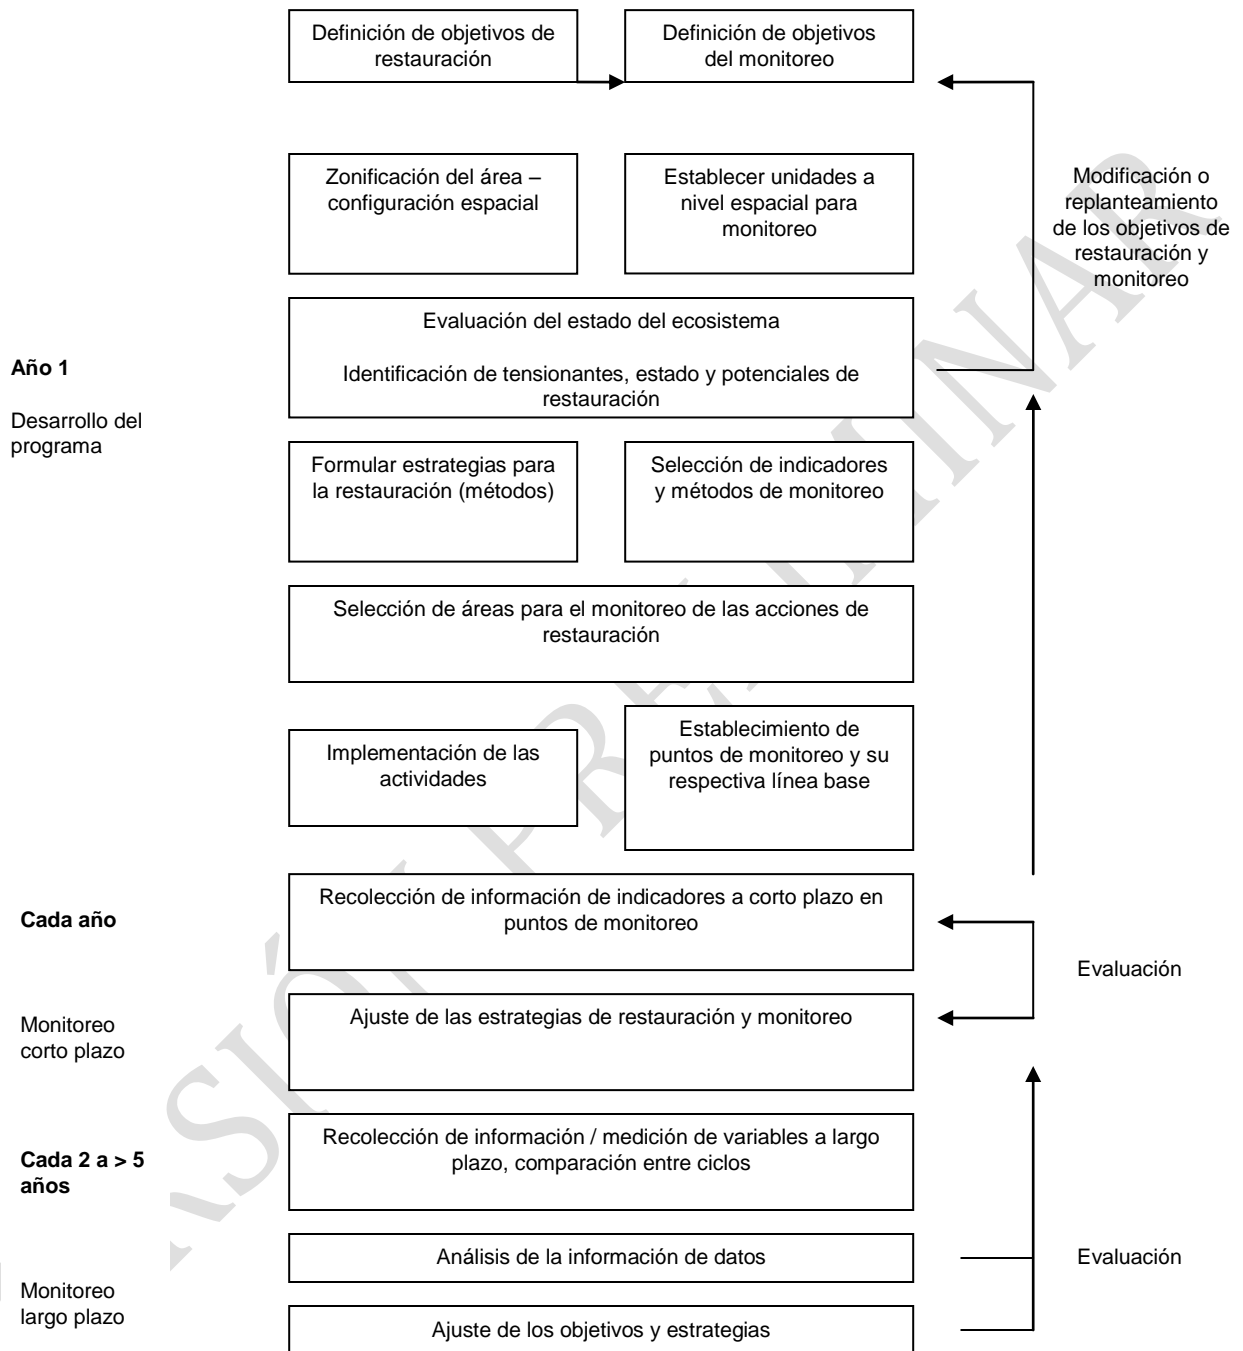 Definición de objetivos de
restauración
Definición de objetivos
del monitoreo
Zonificación del área –
configuración espacial
Establecer unidades a
nivel espacial para
monitoreo
Modificación o
replanteamiento
de los objetivos de
restauración y
monitoreo
Evaluación del estado del ecosistema
Identificación de tensionantes, estado y potenciales de
restauración
Año 1
Desarrollo del
programa
Formular estrategias para
la restauración (métodos)
Selección de indicadores
y métodos de monitoreo
Selección de áreas para el monitoreo de las acciones de
restauración
Implementación de las
actividades
Establecimiento de
puntos de monitoreo y su
respectiva línea base
Cada año
Recolección de información de indicadores a corto plazo en
puntos de monitoreo
Evaluación
Monitoreo
corto plazo
Ajuste de las estrategias de restauración y monitoreo
Cada 2 a > 5
años
Recolección de información / medición de variables a largo
plazo, comparación entre ciclos
Análisis de la información de datos
Evaluación
Monitoreo
largo plazo
Ajuste de los objetivos y estrategias